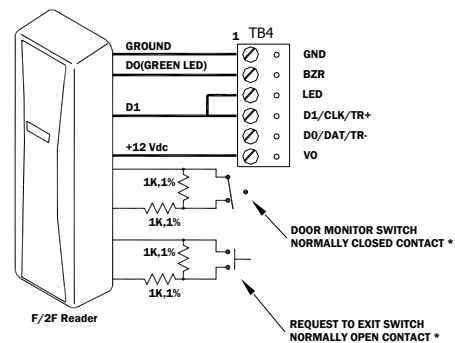 1 TB4
GROUND
GND
D0(GREEN LED)
BZR
LED
D1
D1/CLK/TR+
D0/DAT/TR-
+12 Vdc
VO
1K,1%
1K,1%
DOOR MONITOR SWITCH
NORMALLY CLOSED CONTACT *
1K,1%
1K,1%
F/2F Reader
REQUEST TO EXIT SWITCH
NORMALLY OPEN CONTACT *